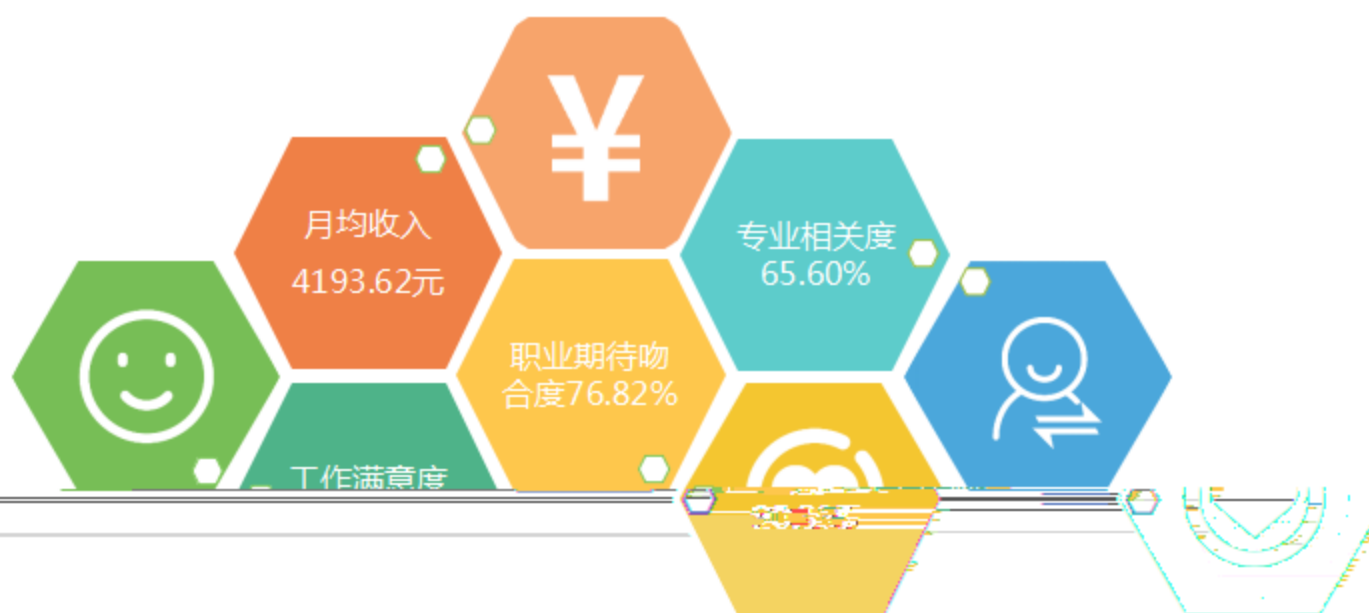 ¥
月均收入
4193.62元
专业相关度
65.60%
职业期待吻
合度76.82%
工作满意度